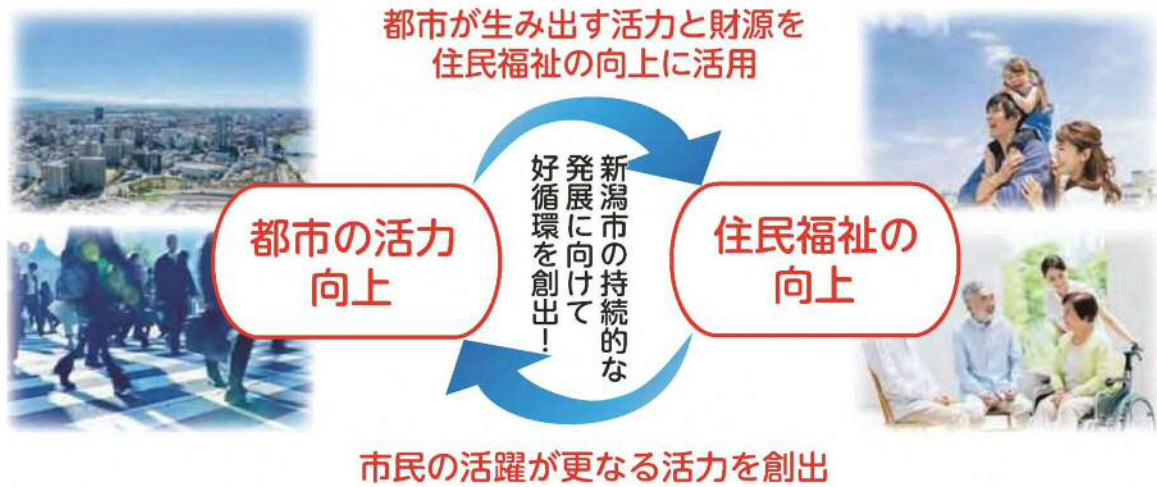 都市が生み出す活力と財源を
住民福祉の向上に活用
都市の活力
向上
新潟市の持続的な
発展に向けて
好循環を創出！
住民福祉の
向上
市民の活躍が更なる活力を創出